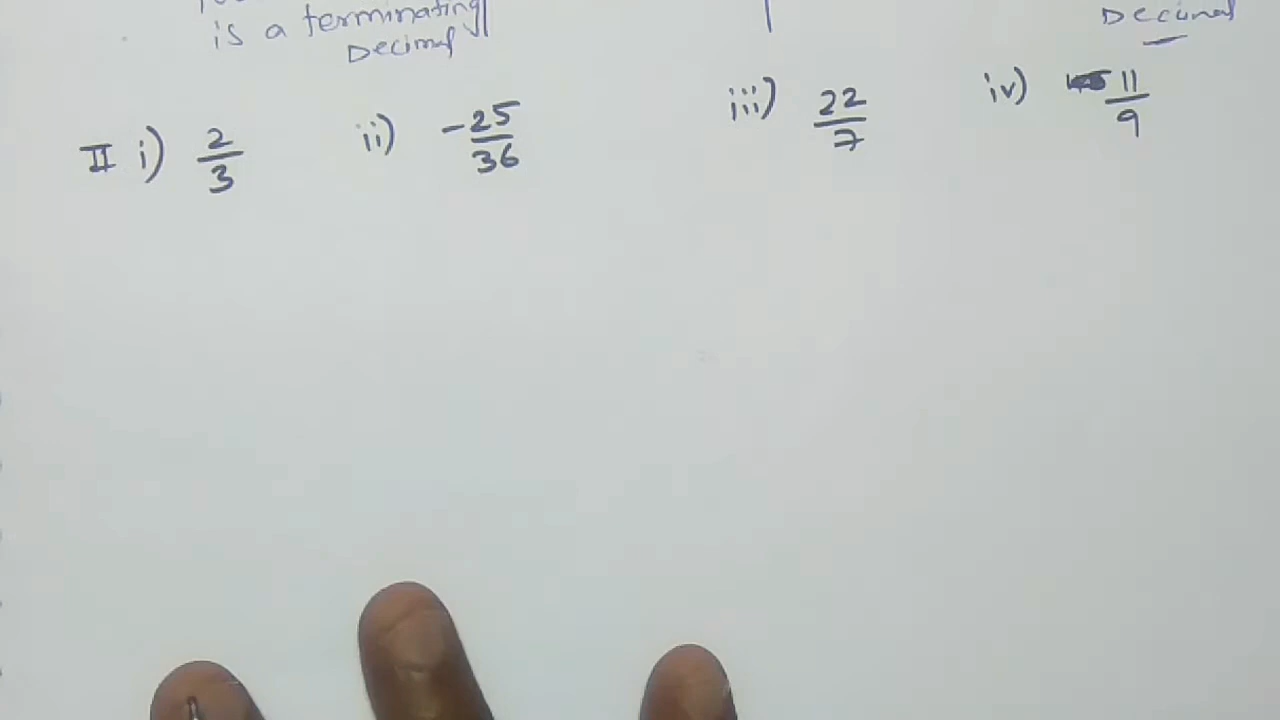 is a terminating
Decimal
Decimal
II i) 2/3 ii) -25/36 iii) 22/7 iv) 11/9